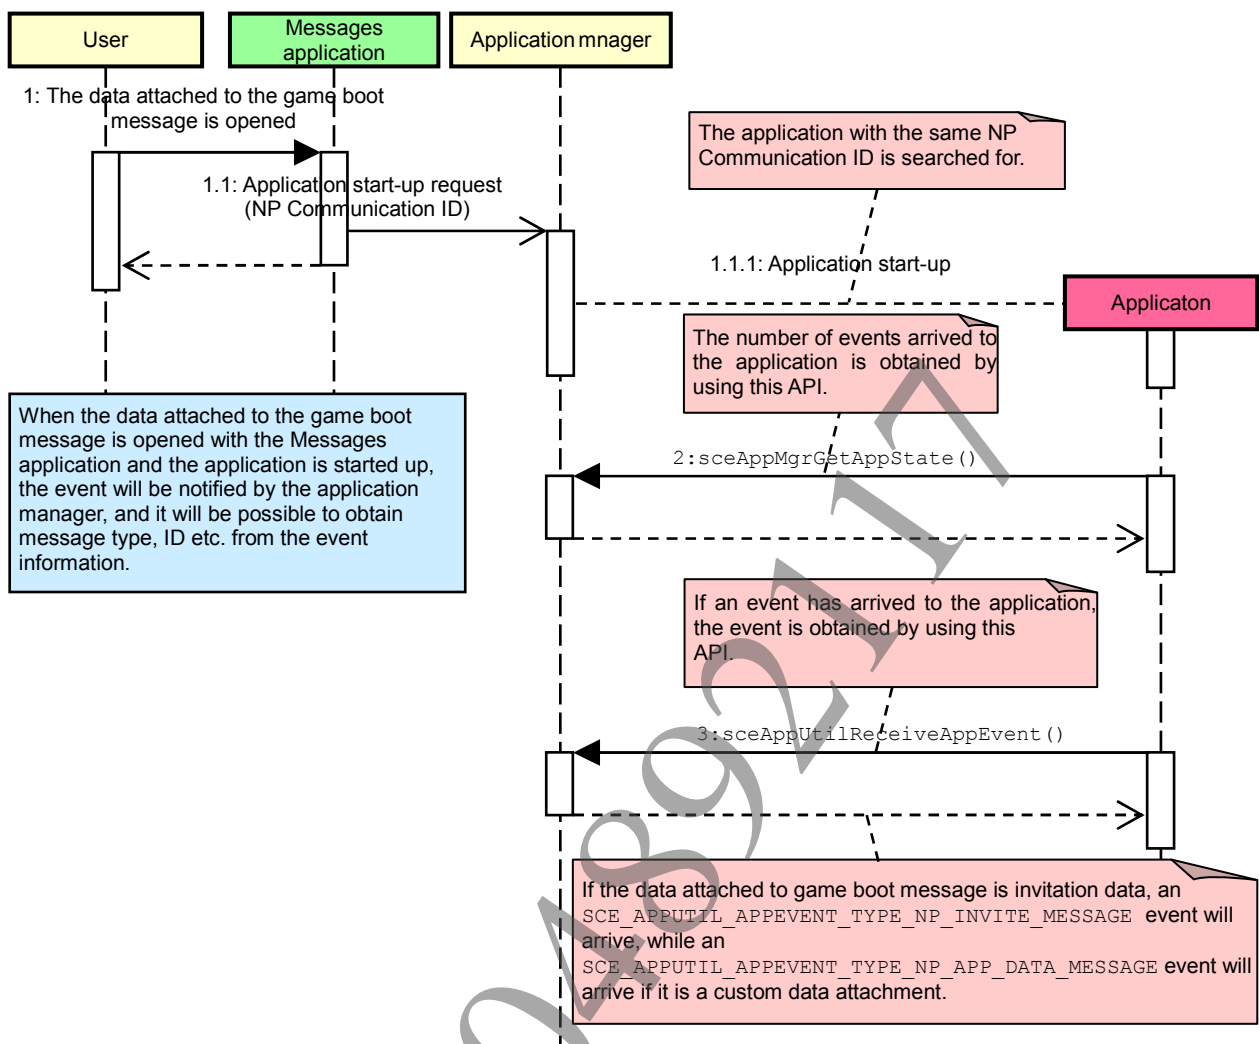 User
Messages
application
Application mnager
1: The data attached to the game boot
message is opened
The application with the same NP
Communication ID is searched for.
1.1: Application start-up request
(NP Communication ID)
1.1.1: Application start-up
Applicaton
The number of events arrived to
the application is obtained by
using this API.
When the data attached to the game boot
message is opened with the Messages
application and the application is started up,
the event will be notified by the application
manager, and it will be possible to obtain
message type, ID etc. from the event
information.
2:sceAppMgrGetAppState()
If an event has arrived to the application,
the event is obtained by using this
API.
3:sceAppUtilReceiveAppEvent()
If the data attached to game boot message is invitation data, an
SCE_APPUTIL_APPEVENT_TYPE_NP_INVITE_MESSAGE event will
arrive, while an
SCE_APPUTIL_APPEVENT_TYPE_NP_APP_DATA_MESSAGE event will
arrive if it is a custom data attachment.
04892117